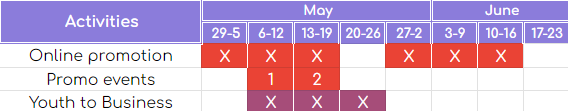 Activities May June
29-5 6-12 13-19 20-26 27-2 3-9 10-16 17-23
Online promotion X X X X X X
Promo events 1 2
Youth to Business X X X